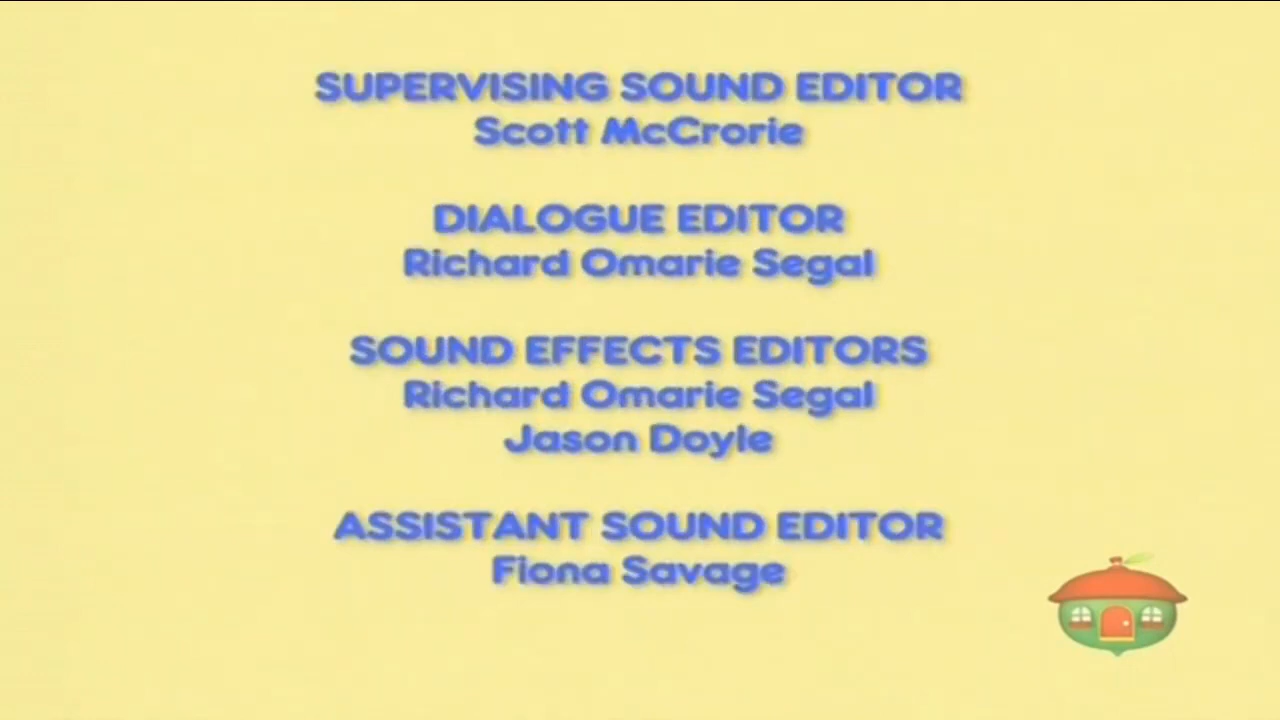 SUPERVISING SOUND EDITOR
Scott McCrorie
DIALOGUE EDITOR
Richard Omarie Segal
SOUND EFFECTS EDITORS
Richard Omarie Segal
Jason Doyle
ASSISTANT SOUND EDITOR
Fiona Savage